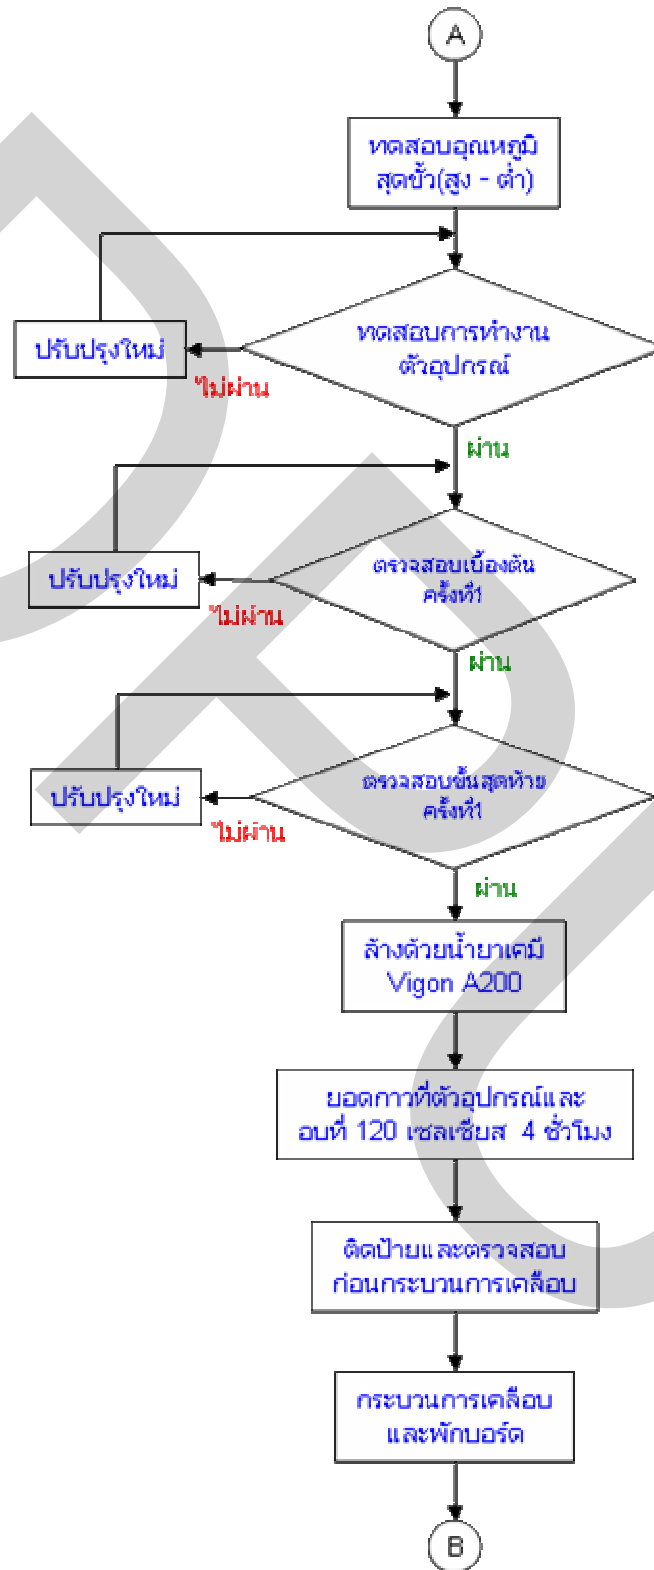 A
ทดสอบอุณหภูมิ
สุดขั้ว(สูง - ต่ำ)
ทดสอบการทำงาน
ตัวอุปกรณ์
ปรับปรุงใหม่
ไม่ผ่าน
ผ่าน
ตรวจสอบเบื้องต้น
ครั้งที่1
ปรับปรุงใหม่
ไม่ผ่าน
ผ่าน
ตรวจสอบขั้นสุดท้าย
ครั้งที่1
ปรับปรุงใหม่
ไม่ผ่าน
ผ่าน
ล้างด้วยน้ำยาเคมี
Vigon A200
ยอดกาวที่ตัวอุปกรณ์และ
อบที่ 120 เซลเซียส 4 ชั่วโมง
ติดป้ายและตรวจสอบ
ก่อนกระบวนการเคลือบ
กระบวนการเคลือบ
และพักบอร์ด
B